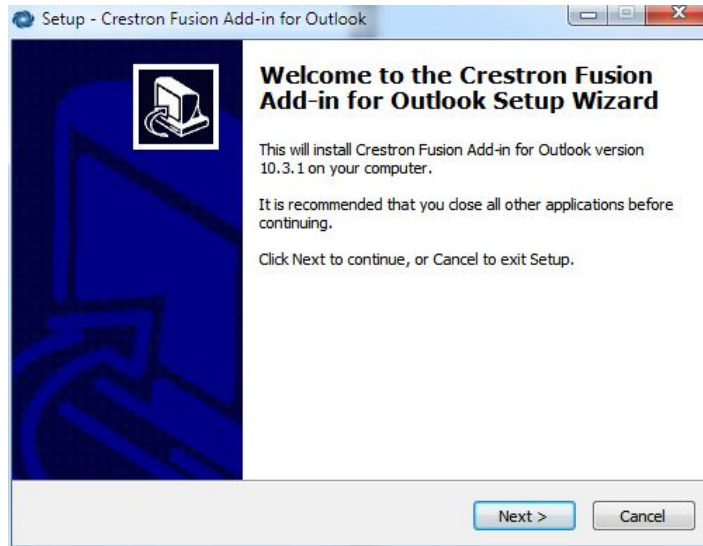 Setup - Crestron Fusion Add-in for Outlook
Welcome to the Crestron Fusion
Add-in for Outlook Setup Wizard
This will install Crestron Fusion Add-in for Outlook version
10.3.1 on your computer.
It is recommended that you close all other applications before
continuing.
Click Next to continue, or Cancel to exit Setup.
Next >
Cancel